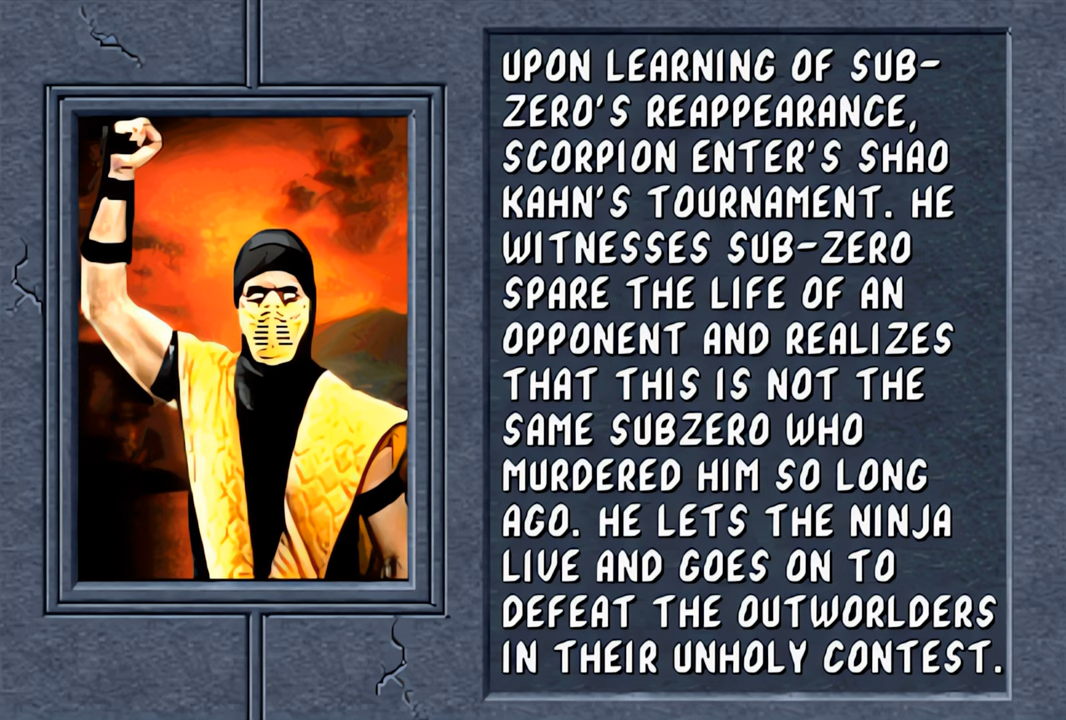 UPON LEARNING OF SUB-
ZERO'S REAPPEARANCE,
SCORPION ENTER'S SHAO
KAHN'S TOURNAMENT. HE
WITNESSES SUB-ZERO
SPARE THE LIFE OF AN
OPPONENT AND REALIZES
THAT THIS IS NOT THE
SAME SUBZERO WHO
MURDERED HIM SO LONG
AGO. HE LETS THE NINJA
LIVE AND GOES ON TO
DEFEAT THE OUTWORLDERS
IN THEIR UNHOLY CONTEST.